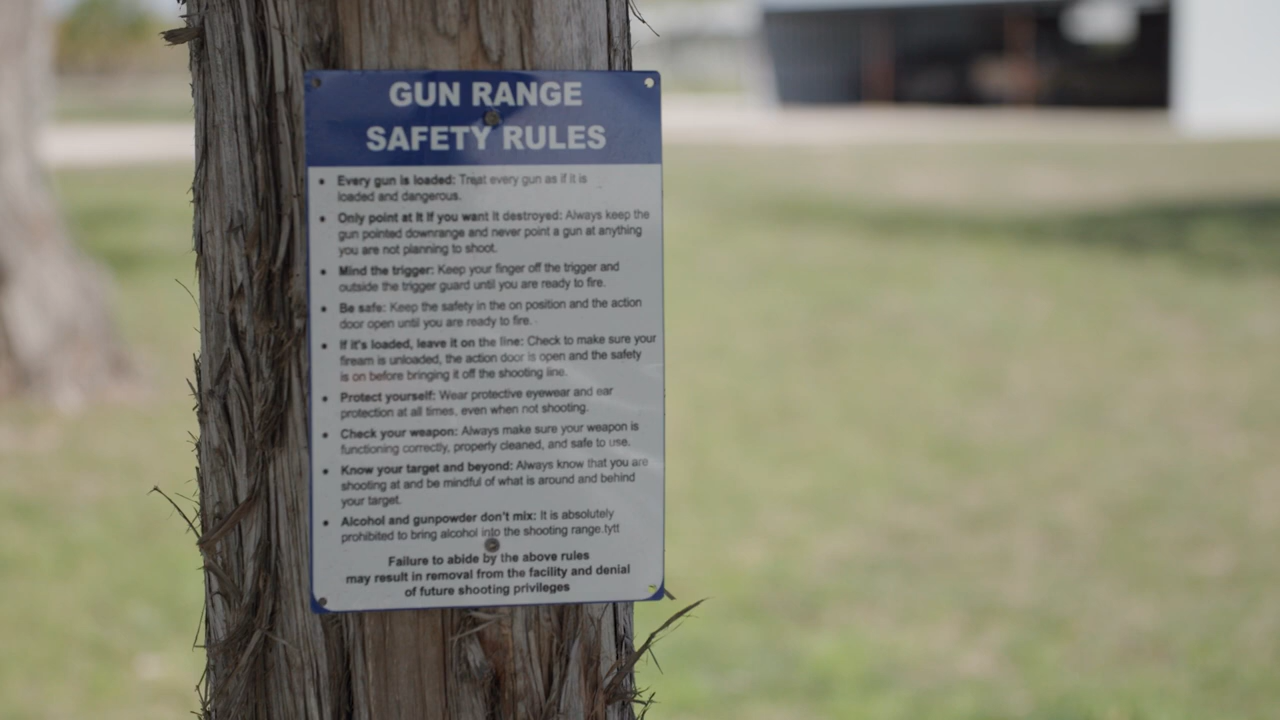 GUN RANGE
SAFETY RULES
• Every gun is loaded: Treat every gun as if it is
loaded and dangerous.
• Only point at It If you want it destroyed: Always keep the
gun pointed downrange and never point a gun at anything
you are not planning to shoot.
• Mind the trigger: Keep your finger off the trigger and
outside the trigger guard until you are ready to fire.
• Be safe: Keep the safety in the on position and the action
door open until you are ready to fire.
• If it's loaded, leave it on the line: Check to make sure your
fiream is unloaded, the action door is open and the safety
is on before bringing it off the shooting line.
• Protect yourself: Wear protective eyewear and ear
protection at all times, even when not shooting.
• Check your weapon: Always make sure your weapon is
functioning correctly, properly cleaned, and safe to use.
• Know your target and beyond: Always know that you are
shooting at and be mindful of what is around and behind
your target.
• Alcohol and gunpowder don't mix: It is absolutely
prohibited to bring alcohol into the shooting range.tytt
Failure to abide by the above rules
may result in removal from the facility and denial
of future shooting privileges